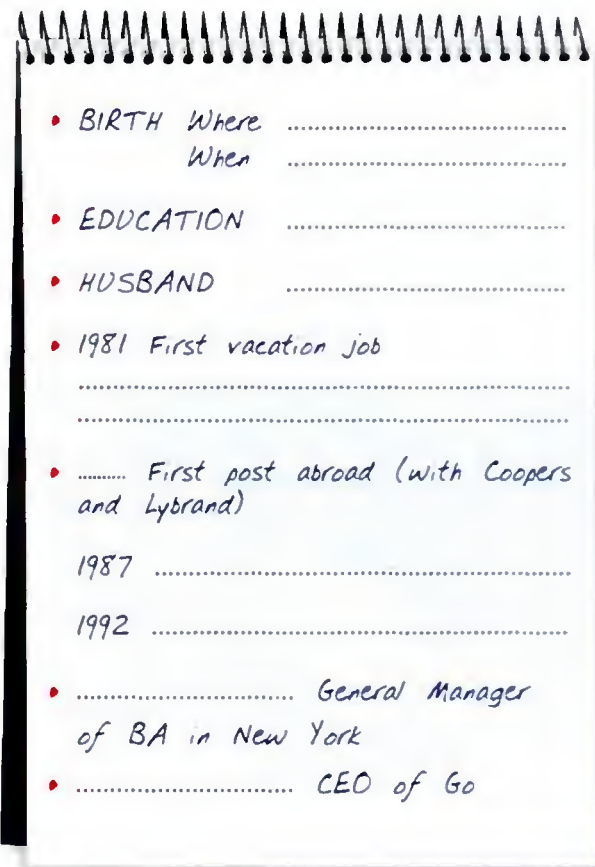 • BIRTH Where ........................................
When ........................................
• EDUCATION ........................................
• HUSBAND ........................................
• 1981 First vacation job
......................................................................
......................................................................
• .......... First post abroad (with Coopers
and Lybrand)
1987 ............................................................
1992 ............................................................
• ............................... General Manager
of BA in New York
• ............................... CEO of Go